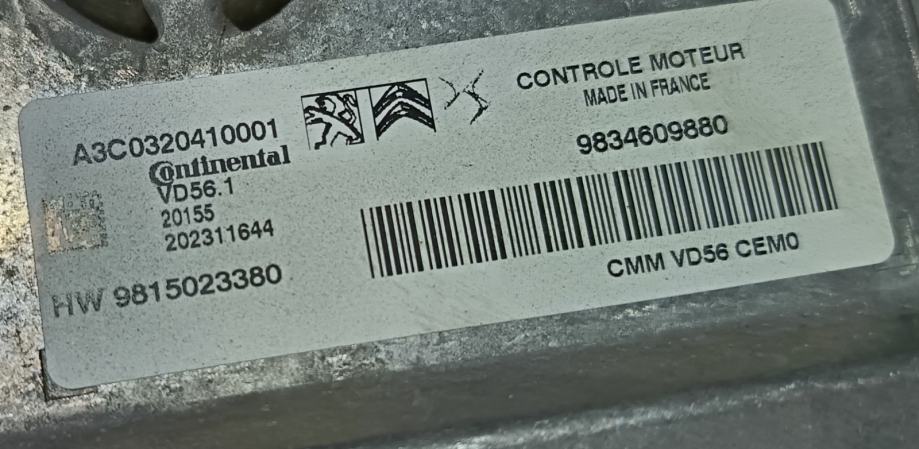 A3C0320410001
Continental
VD56.1
20155
202311644
HW 9815023380
CONTROLE MOTEUR
MADE IN FRANCE
9834609880
CMM VD56 CEM0